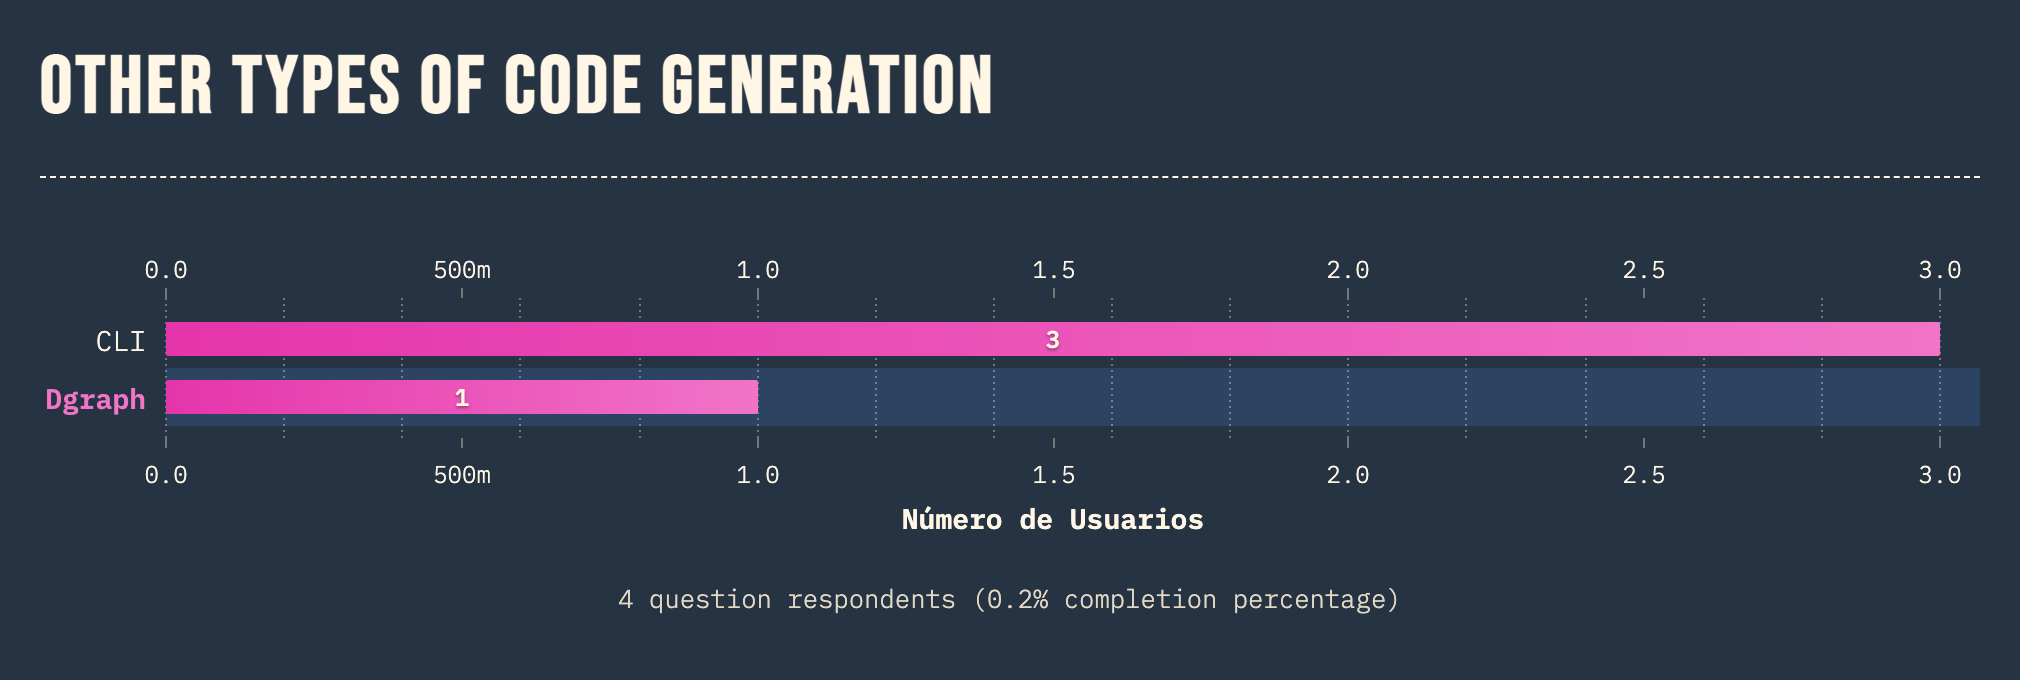 OTHER TYPES OF CODE GENERATION
0.0 500m 1.0 1.5 2.0 2.5 3.0
CLI 3
Dgraph 1
0.0 500m 1.0 1.5 2.0 2.5 3.0
Número de Usuarios
4 question respondents (0.2% completion percentage)